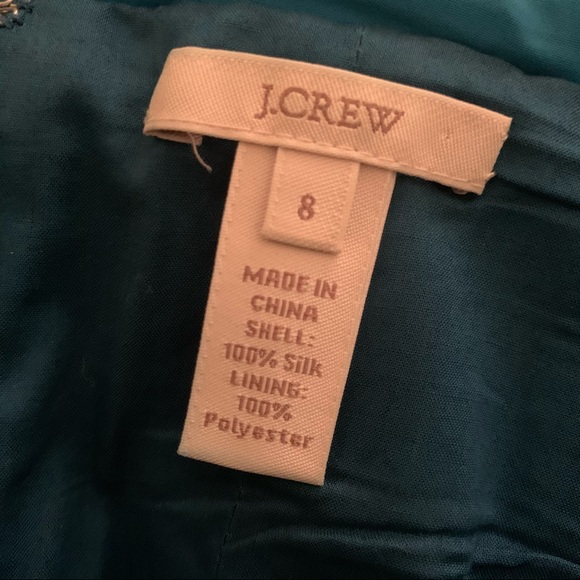 J.CREW
8
MADE IN
CHINA
SHELL:
100% Silk
LINING:
100%
Polyester